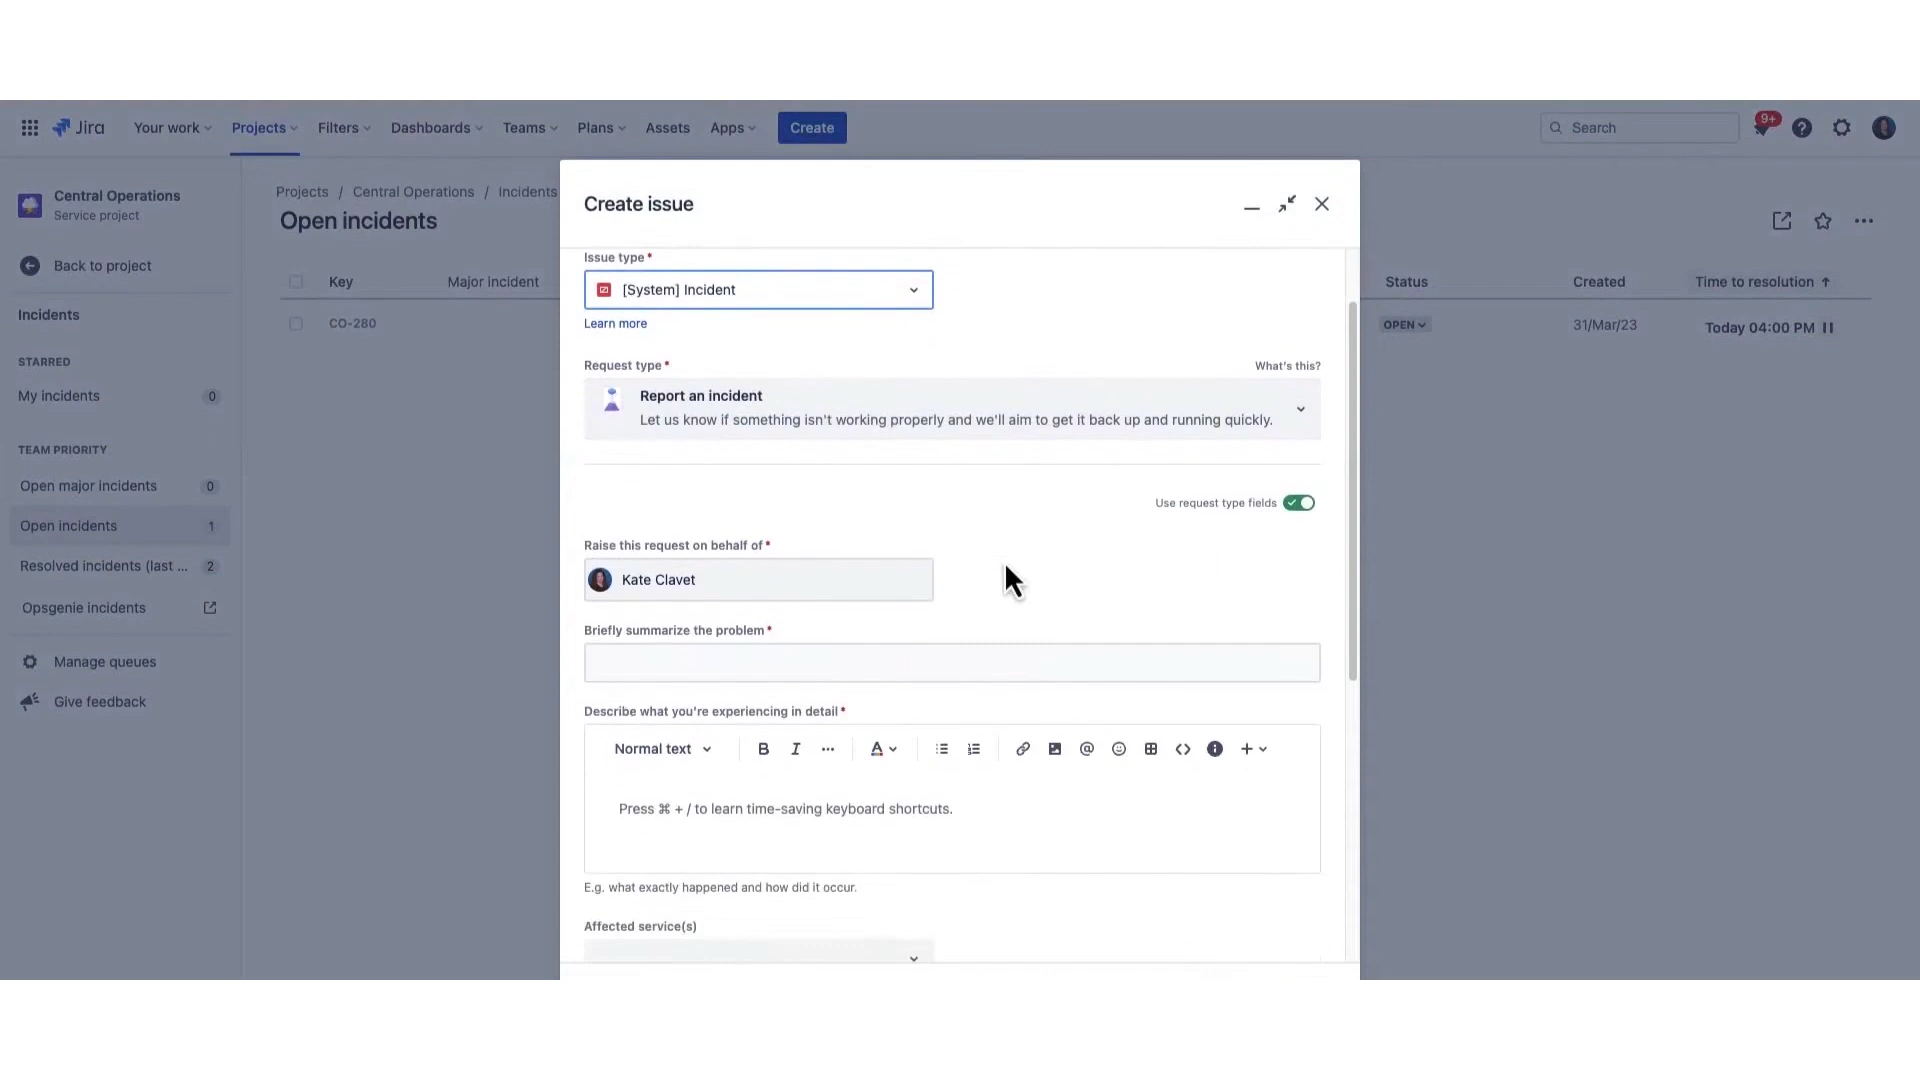 Jira
Your work
Projects
Filters
Dashboards
Teams
Plans
Assets
Apps
Create
Search
9+
Central Operations
Service project
Back to project
Incidents
STARRED
My incidents 0
TEAM PRIORITY
Open major incidents 0
Open incidents 1
Resolved incidents (last ... 2
Opsgenie incidents
Manage queues
Give feedback
Projects / Central Operations / Incidents
Open incidents
Key Major incident
CO-280
Status Created Time to resolution
OPEN 31/Mar/23 Today 04:00 PM
Create issue
Issue type *
[System] Incident
Learn more
Request type * What's this?
Report an incident
Let us know if something isn't working properly and we'll aim to get it back up and running quickly.
Use request type fields
Raise this request on behalf of *
Kate Clavet
Briefly summarize the problem *
Describe what you're experiencing in detail *
Normal text
Press ⌘ + / to learn time-saving keyboard shortcuts.
E.g. what exactly happened and how did it occur.
Affected service(s)